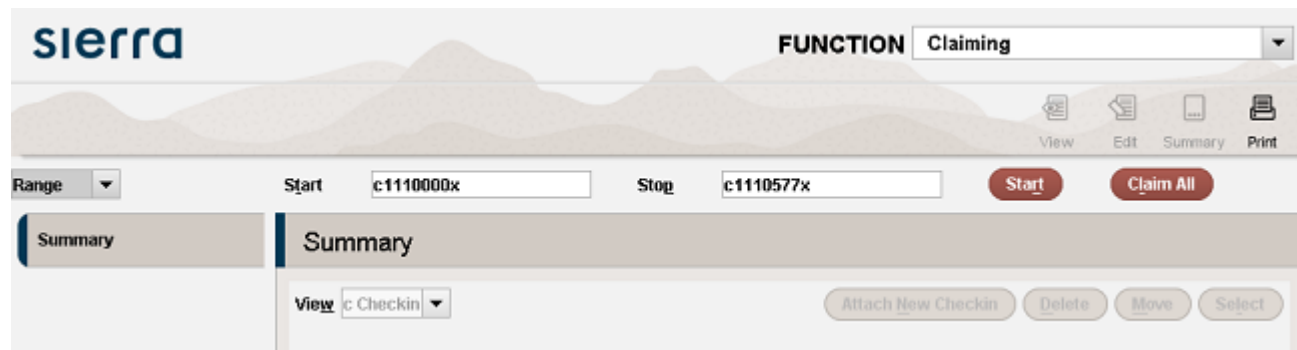 sierra
FUNCTION Claiming
View Edit Summary Print
Range Start c1110000x Stop c1110577x Start Claim All
Summary Summary
View c Checkin Attach New Checkin Delete Move Select